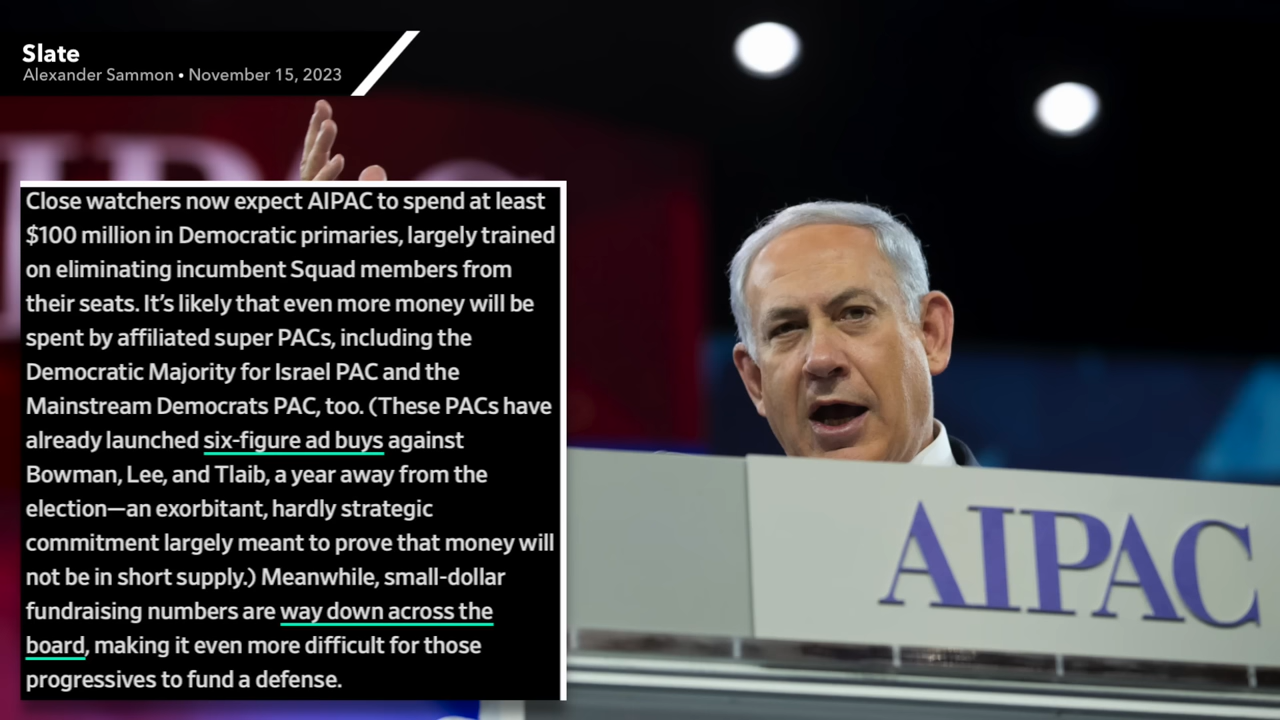 Slate
Alexander Sammon • November 15, 2023
Close watchers now expect AIPAC to spend at least
$100 million in Democratic primaries, largely trained
on eliminating incumbent Squad members from
their seats. It’s likely that even more money will be
spent by affiliated super PACs, including the
Democratic Majority for Israel PAC and the
Mainstream Democrats PAC, too. (These PACs have
already launched six-figure ad buys against
Bowman, Lee, and Tlaib, a year away from the
election—an exorbitant, hardly strategic
commitment largely meant to prove that money will
not be in short supply.) Meanwhile, small-dollar
fundraising numbers are way down across the
board, making it even more difficult for those
progressives to fund a defense.
AIPAC